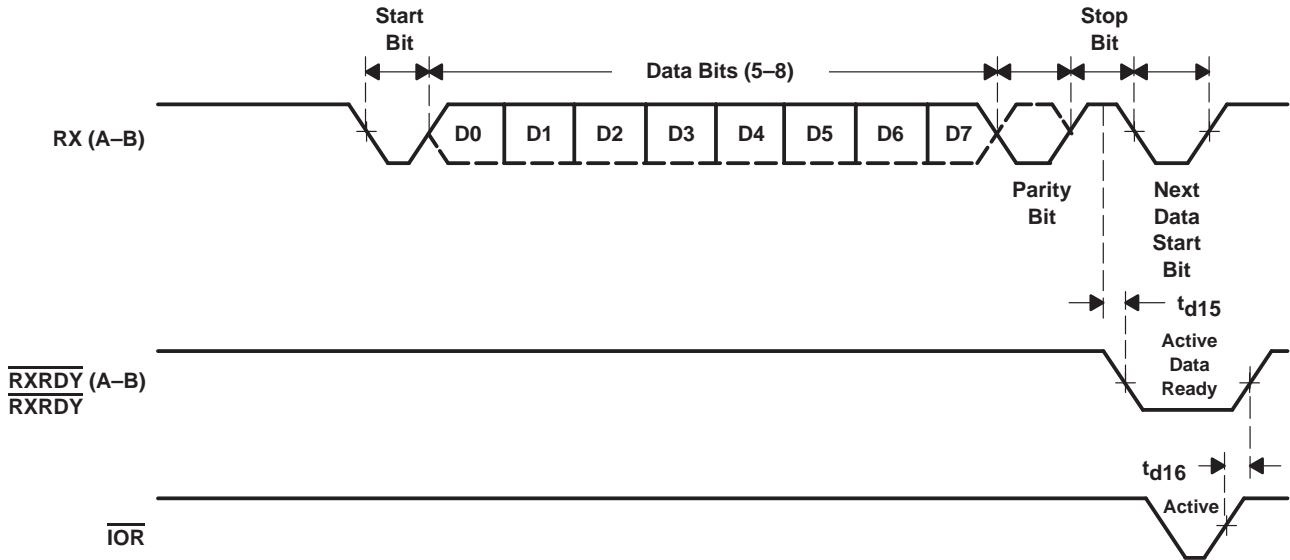 Start
Bit
Stop
Bit
Data Bits (5–8)
RX (A–B)
D0 D1 D2 D3 D4 D5 D6 D7
Parity
Bit
Next
Data
Start
Bit
td15
RXRDY (A–B)
RXRDY
Active
Data
Ready
td16
IOR
Active